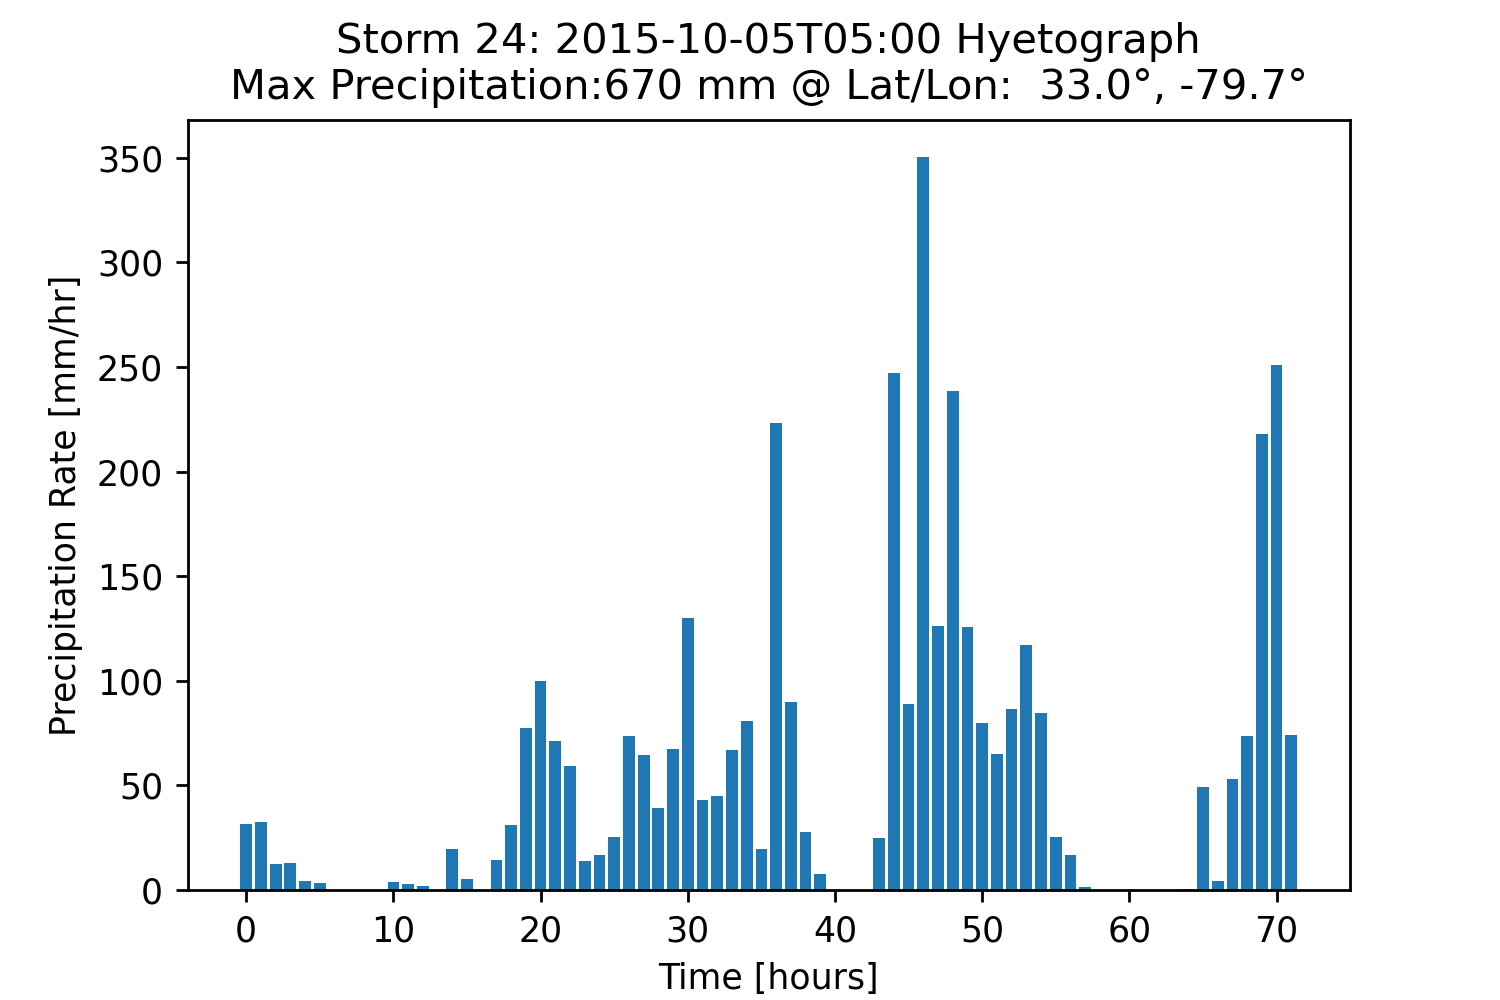 Storm 24: 2015-10-05T05:00 Hyetograph
Max Precipitation:670 mm @ Lat/Lon:  33.0°, -79.7°
350
300
250
200
150
100
50
0
Precipitation Rate [mm/hr]
0 10 20 30 40 50 60 70
Time [hours]